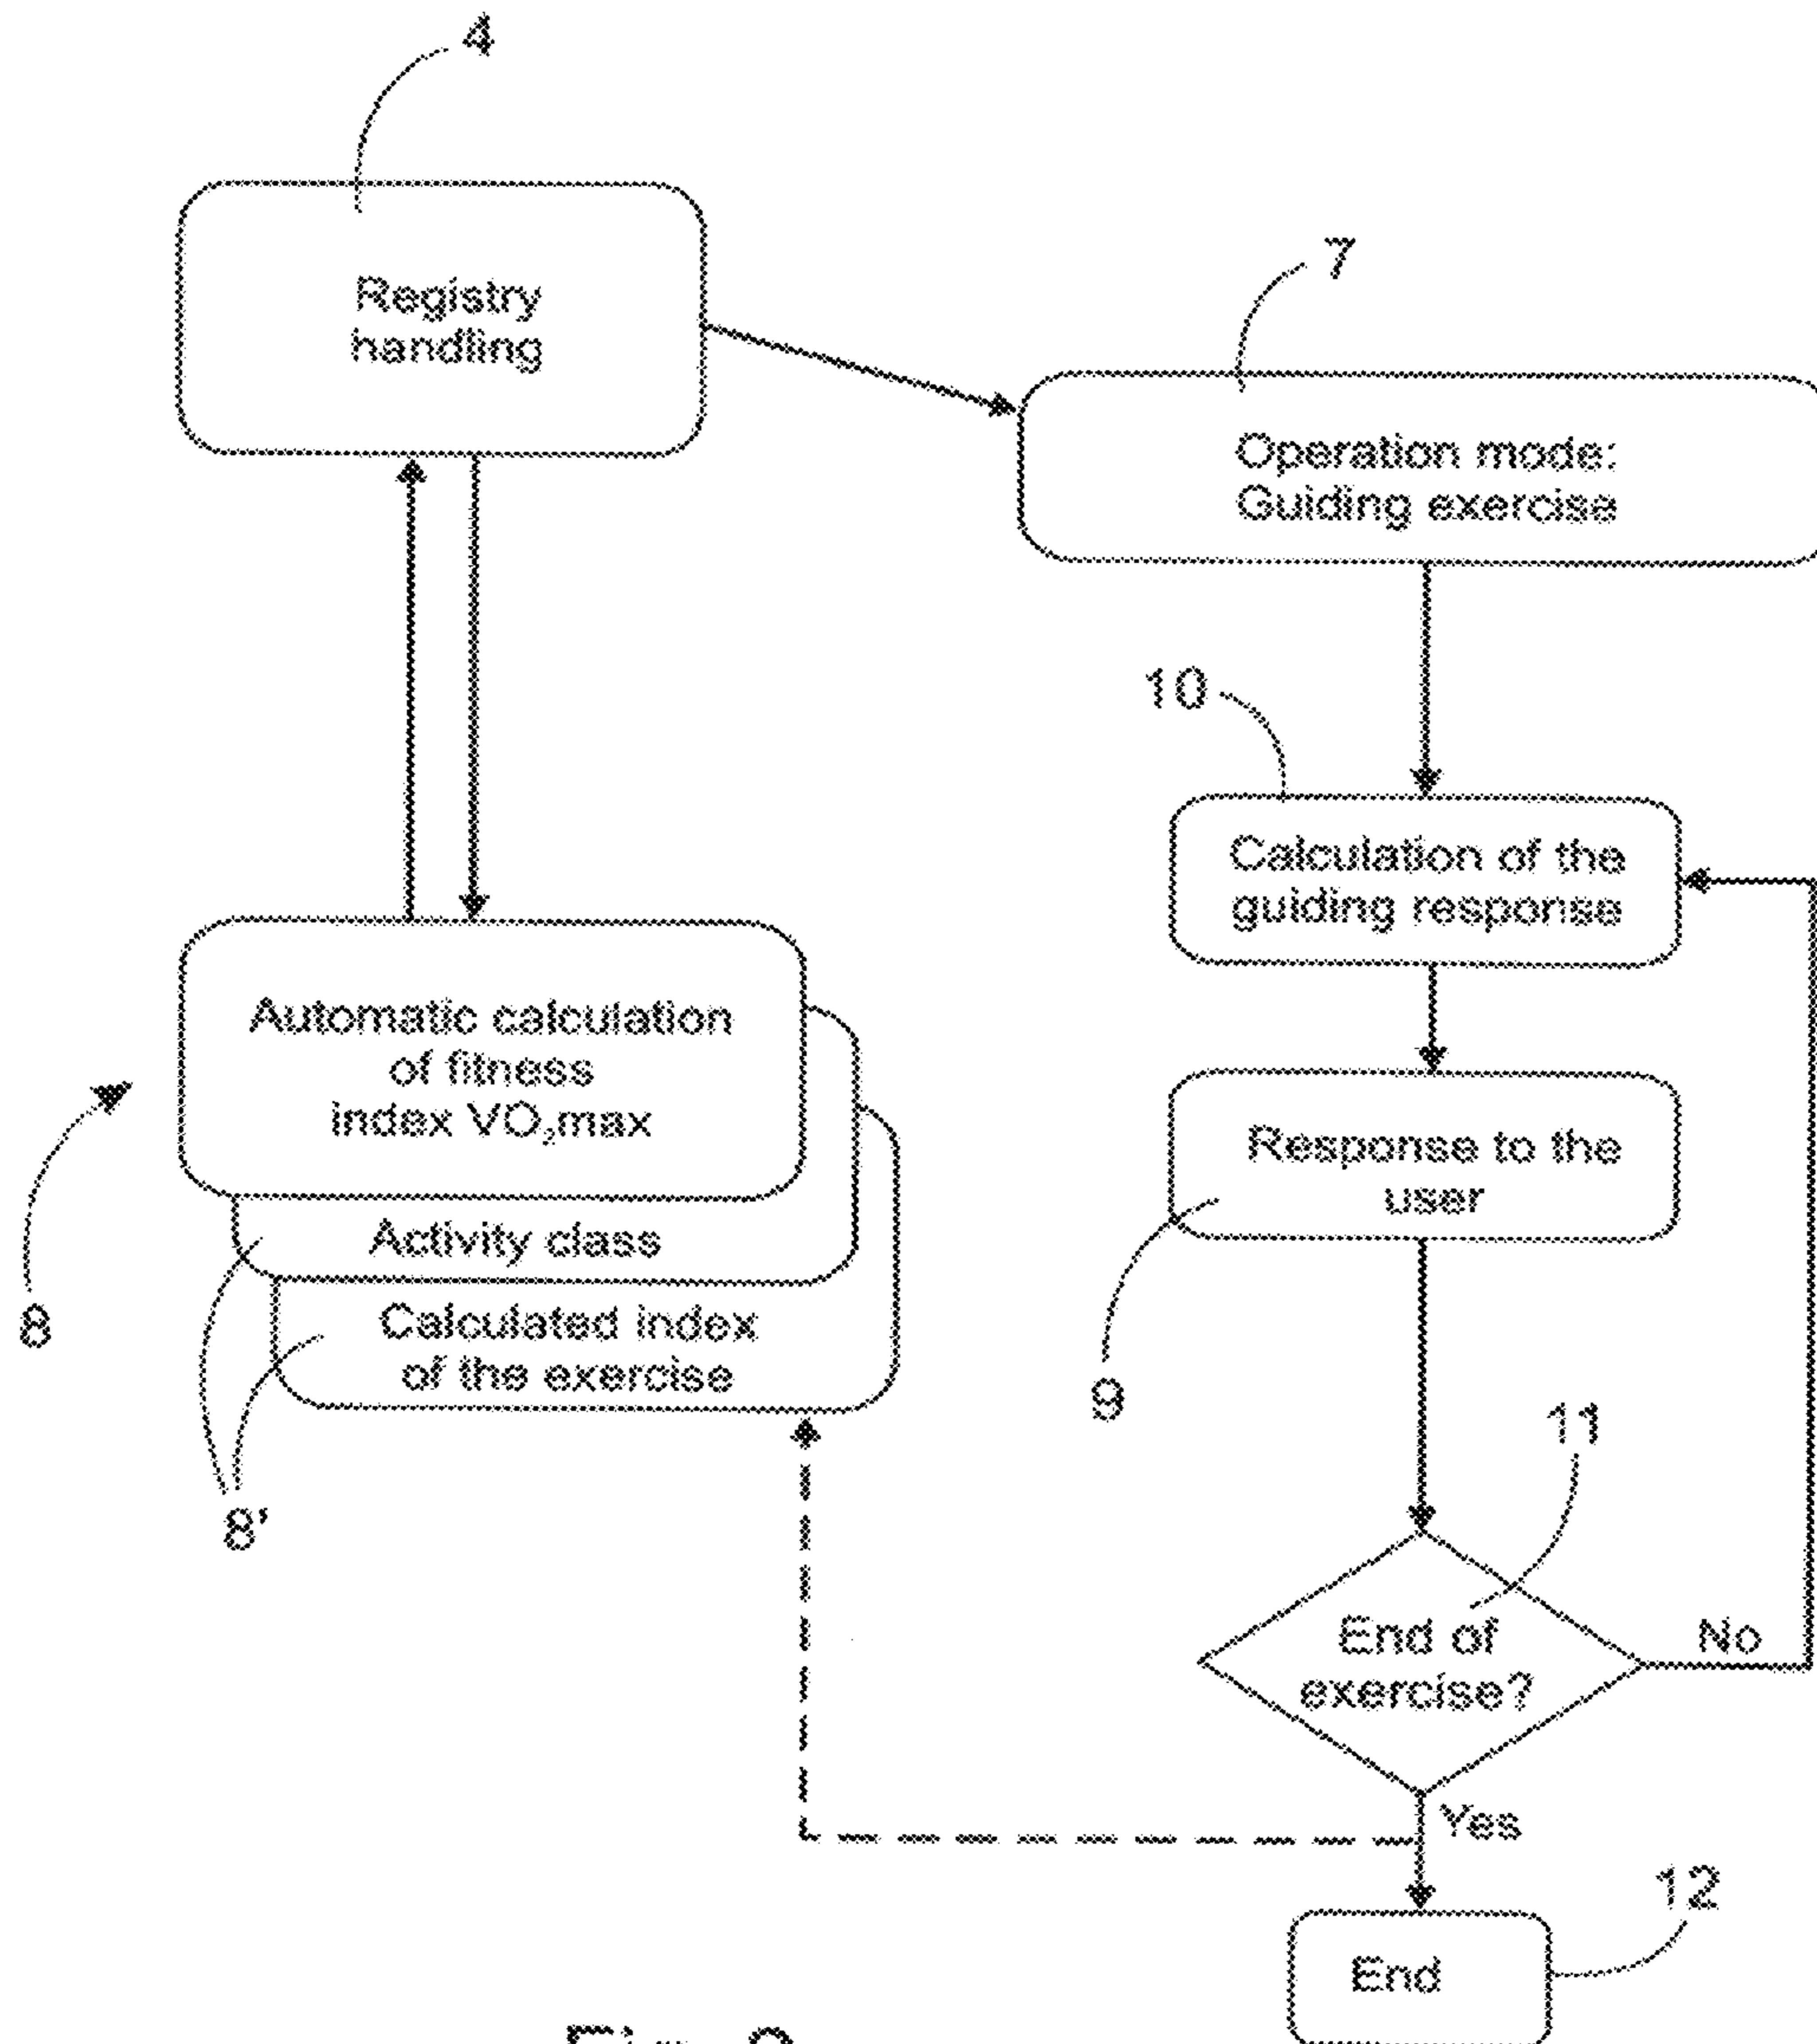 4
Registry
handling
7
Operation mode:
Guiding exercise
10
Calculation of the
guiding response
Automatic calculation
of fitness
index VO₂max
Response to the
user
Activity class
8
Calculated index
of the exercise
9
11
8'
End of
exercise?
No
Yes
12
End